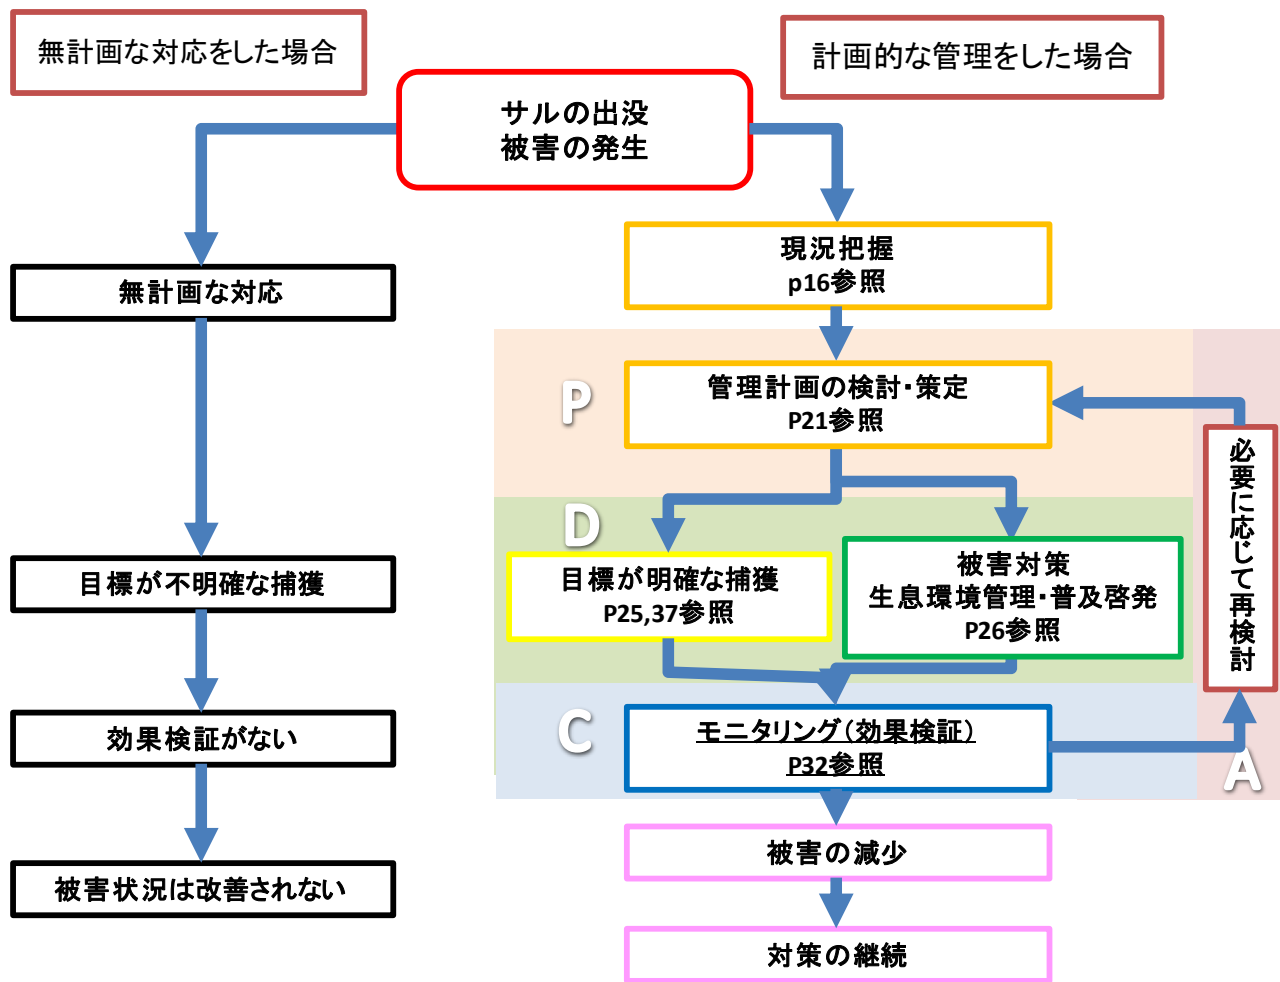 無計画な対応をした場合
計画的な管理をした場合
サルの出没
被害の発生
無計画な対応
目標が不明確な捕獲
効果検証がない
被害状況は改善されない
現況把握
p16参照
P
管理計画の検討・策定
P21参照
D
目標が明確な捕獲
P25,37参照
被害対策
生息環境管理・普及啓発
P26参照
C
モニタリング(効果検証)
P32参照
必要に応じて再検討
A
被害の減少
対策の継続